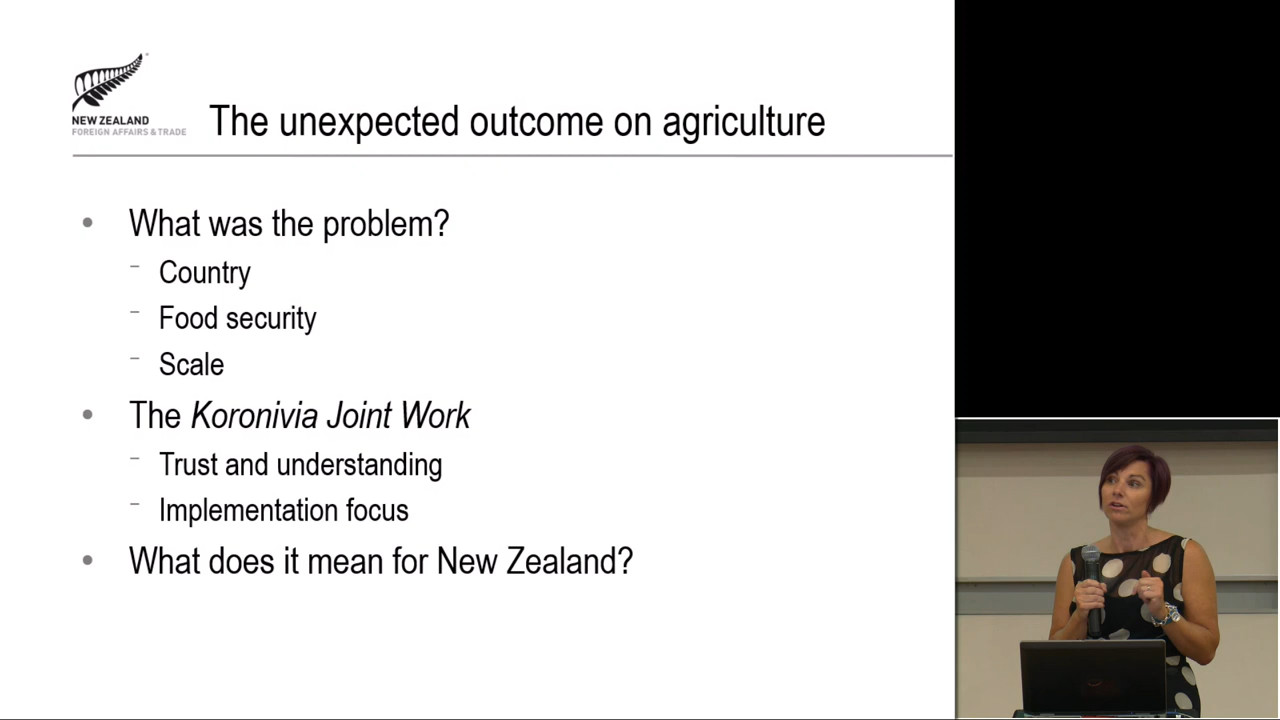 NEW ZEALAND
FOREIGN AFFAIRS & TRADE
The unexpected outcome on agriculture
• What was the problem?
– Country
– Food security
– Scale
• The Koronivia Joint Work
– Trust and understanding
– Implementation focus
• What does it mean for New Zealand?